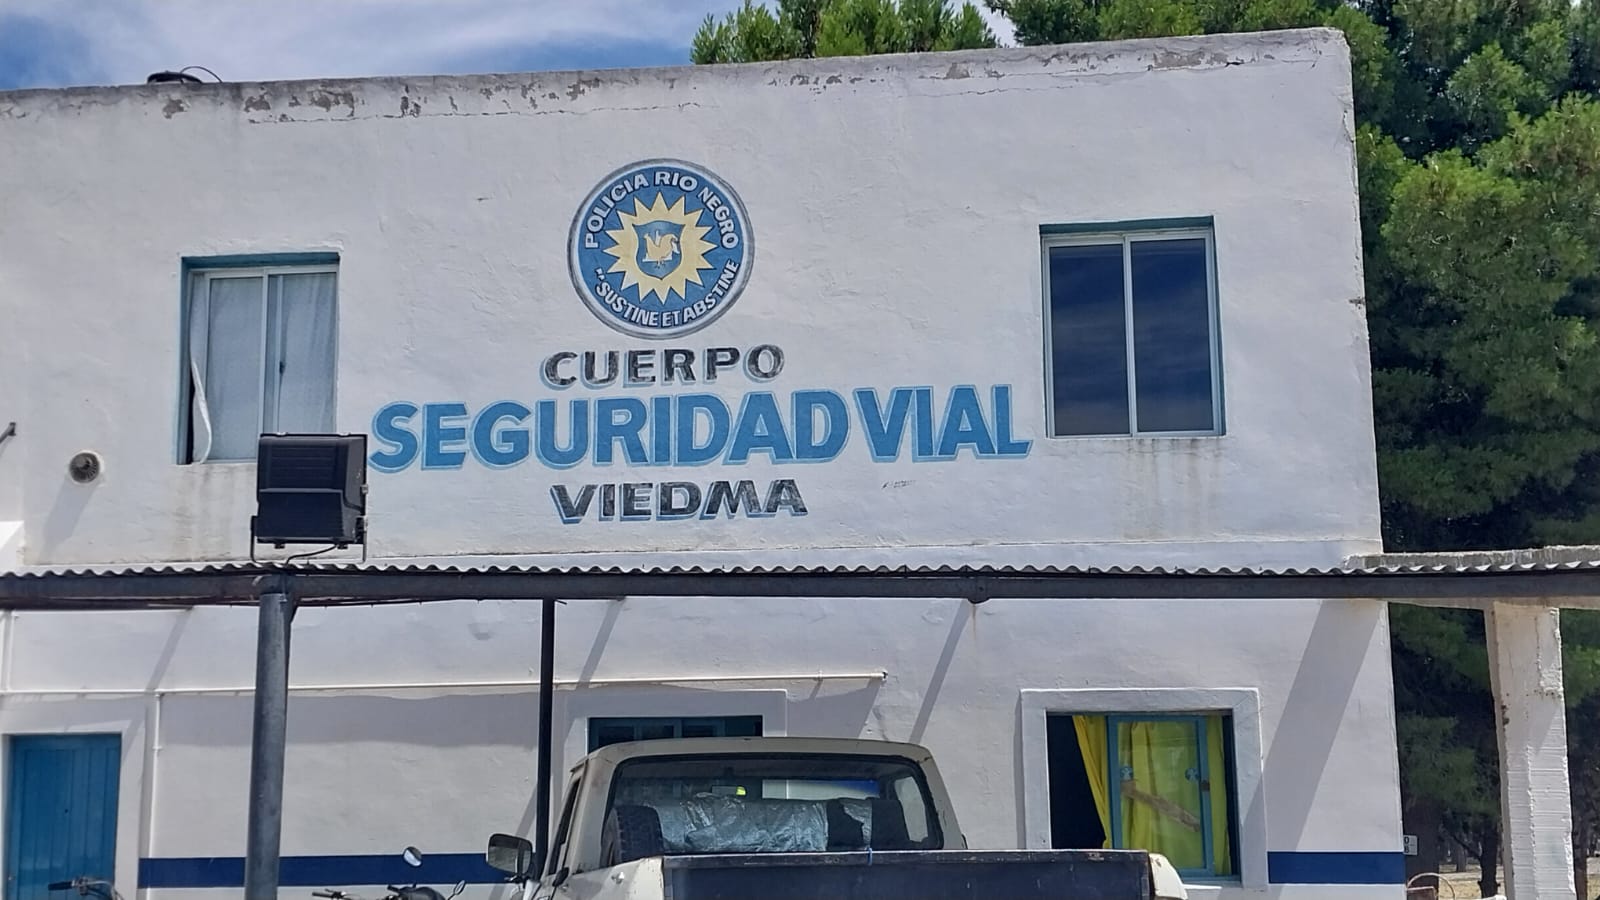 POLICIA RIO NEGRO
"SUSTINE ET ABSTINE
CUERPO
SEGURIDAD VIAL
VIEDMA